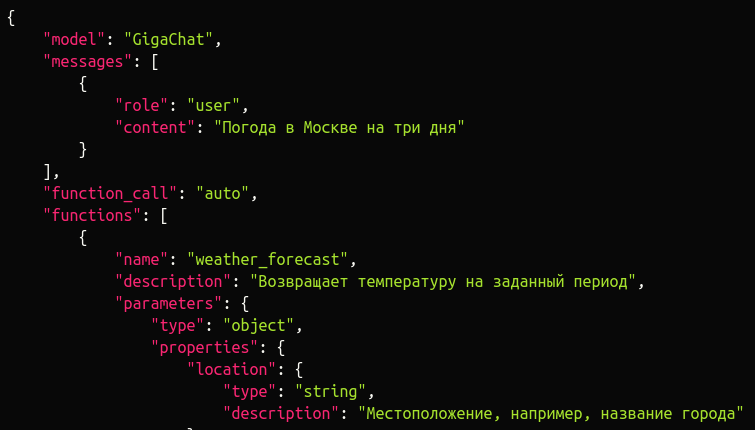 {
    "model": "GigaChat",
    "messages": [
        {
            "role": "user",
            "content": "Погода в Москве на три дня"
        }
    ],
    "function_call": "auto",
    "functions": [
        {
            "name": "weather_forecast",
            "description": "Возвращает температуру на заданный период",
            "parameters": {
                "type": "object",
                "properties": {
                    "location": {
                        "type": "string",
                        "description": "Местоположение, например, название города"